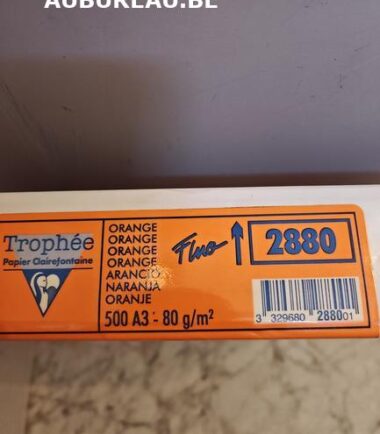 AUBUREAU.BE
Trophée
Papier Clairefontaine
ORANGE
ORANGE
ORANGE
ORANGE
ARANCIO
NARANJA
ORANJE
500 A3 - 80 g/m²
Fluo
2880
3 329680 288001